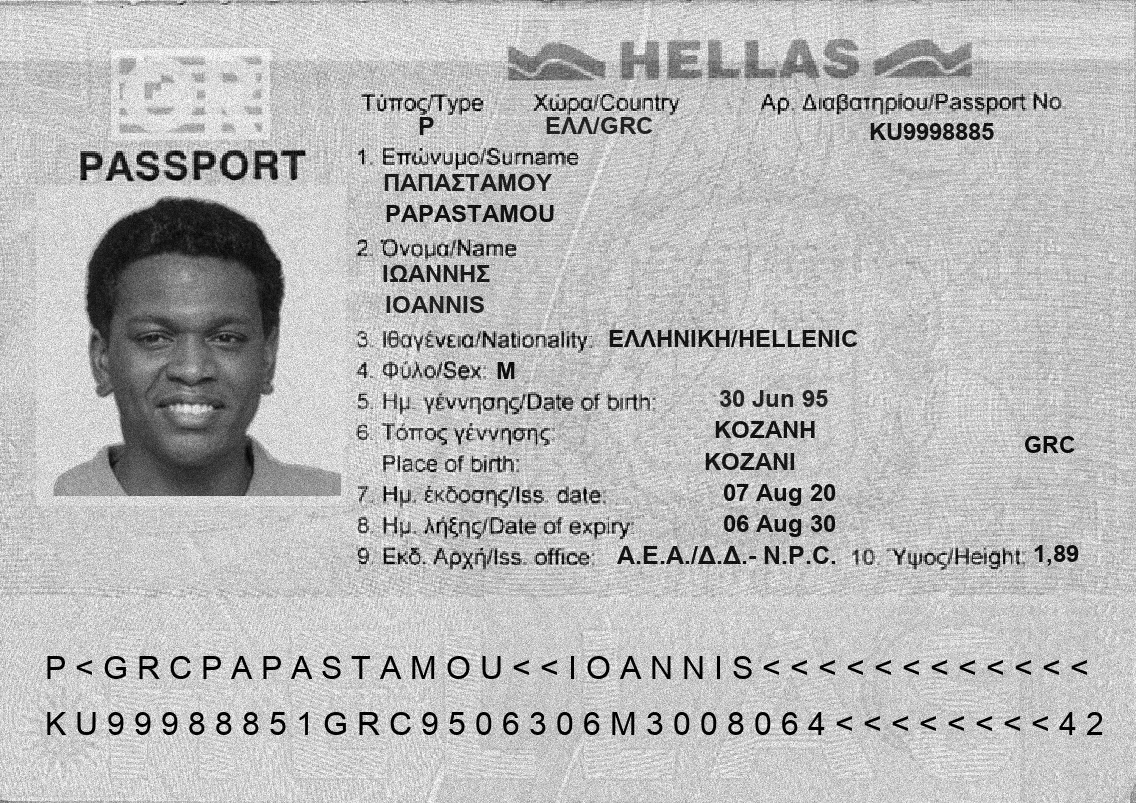 GR
HELLAS
PASSPORT
Τύπος/Type Χώρα/Country Αρ. Διαβατηρίου/Passport No.
P ΕΛΛ/GRC KU9998885
1. Επώνυμο/Surname
ΠΑΠΑΣΤΑΜΟΥ
PAPASTAMOU
2. Όνομα/Name
ΙΩΑΝΝΗΣ
IOANNIS
3. Ιθαγένεια/Nationality: ΕΛΛΗΝΙΚΗ/HELLENIC
4. Φύλο/Sex: M
5. Ημ. γέννησης/Date of birth: 30 Jun 95
6. Τόπος γέννησης: ΚΟΖΑΝΗ
GRC
Place of birth: KOZANI
7. Ημ. έκδοσης/Iss. date: 07 Aug 20
8. Ημ. λήξης/Date of expiry: 06 Aug 30
9 Εκδ. Αρχή/Iss. office: Α.Ε.Α./Δ.Δ.- N.P.C. 10. Ύψος/Height: 1,89
P<GRCPAPASTAMOU<<IOANNIS<<<<<<<<<<<<
KU99988851GRC9506306M3008064<<<<<<<<42